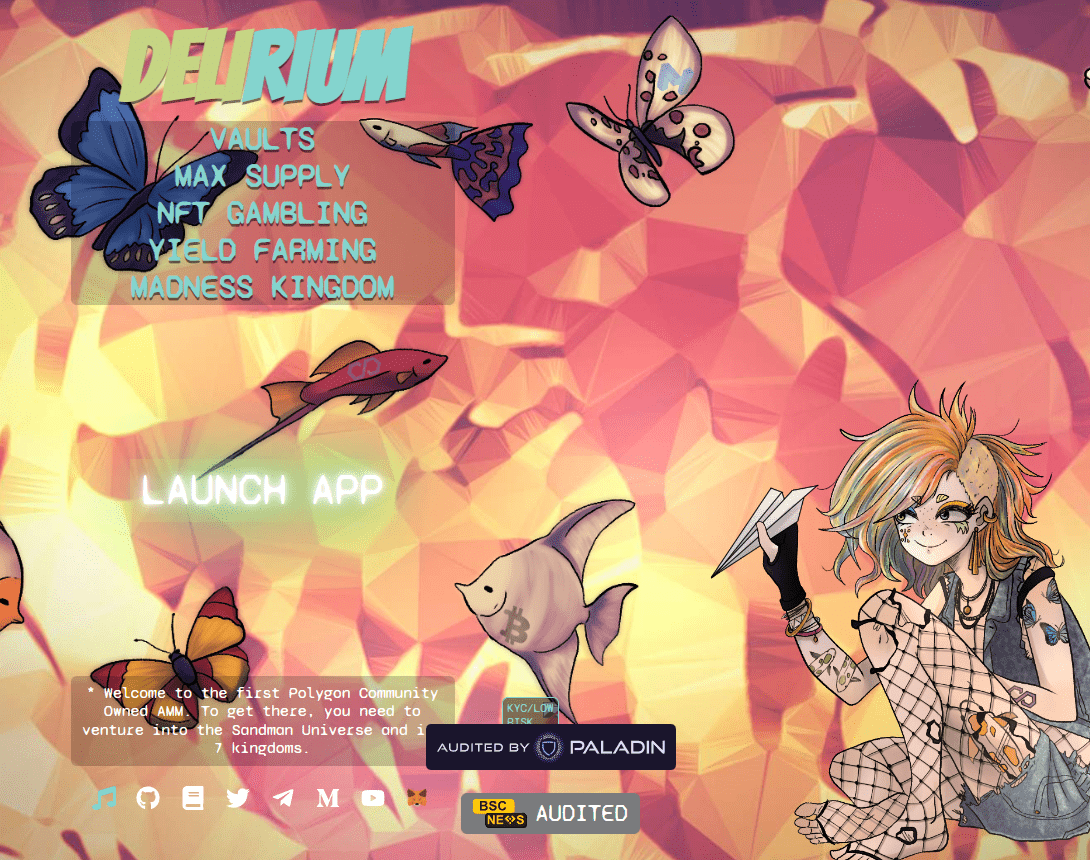 DELIRIUM
VAULTS
MAX SUPPLY
NFT GAMBLING
YIELD FARMING
MADNESS KINGDOM
LAUNCH APP
* Welcome to the first Polygon Community
Owned AMM. To get there, you need to
venture into the Sandman Universe and i
7 kingdoms.
KYC/LOW
RISK
AUDITED BY PALADIN
BSC
NEWS
AUDITED